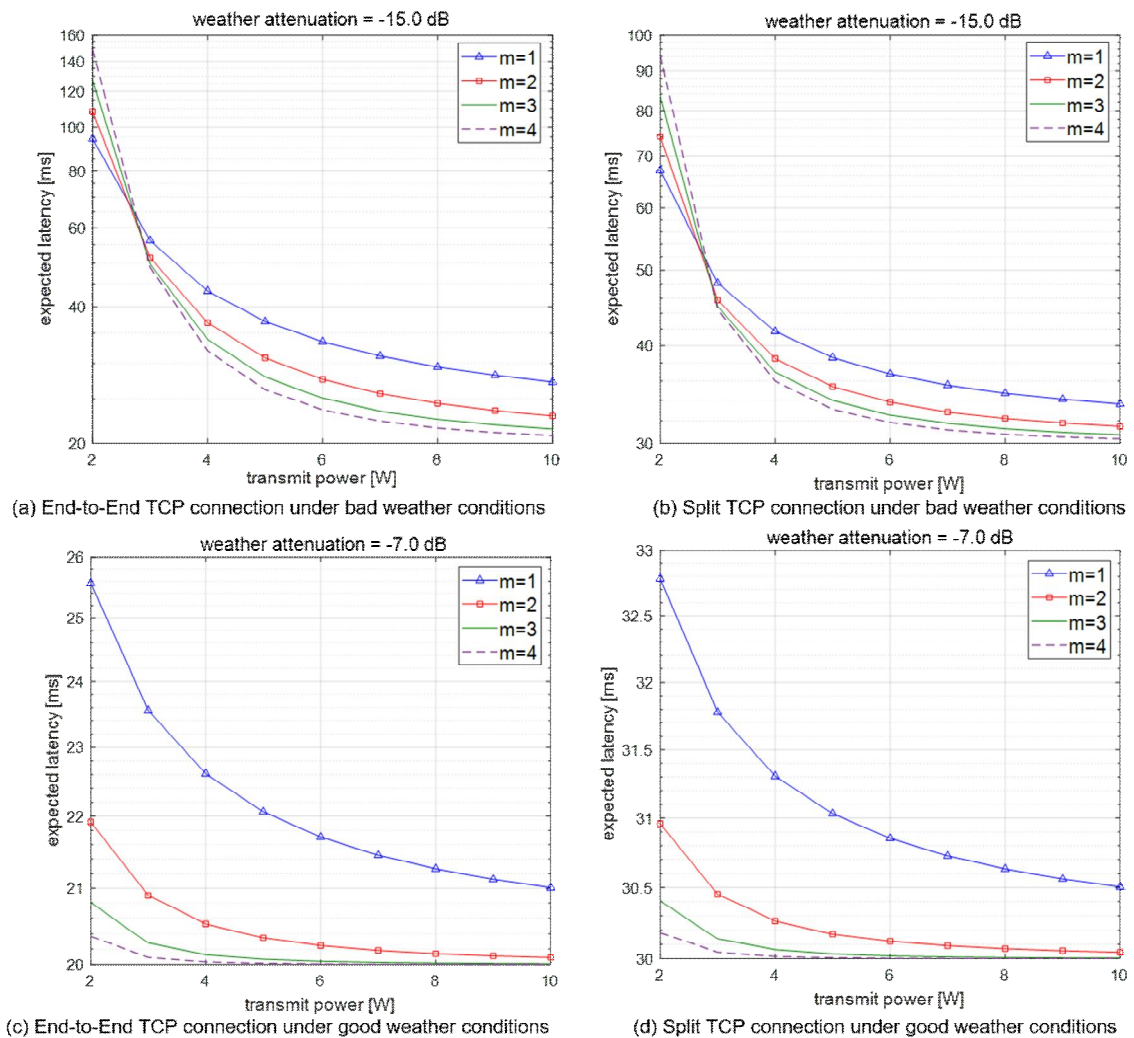 weather attenuation = -15.0 dB
160
140
120
100
80
60
40
20
expected latency [ms]
m=1
m=2
m=3
m=4
2
4
6
8
10
transmit power [W]
(a) End-to-End TCP connection under bad weather conditions
weather attenuation = -15.0 dB
100
90
80
70
60
50
40
30
expected latency [ms]
m=1
m=2
m=3
m=4
2
4
6
8
10
transmit power [W]
(b) Split TCP connection under bad weather conditions
weather attenuation = -7.0 dB
26
25
24
23
22
21
20
expected latency [ms]
m=1
m=2
m=3
m=4
2
4
6
8
10
transmit power [W]
(c) End-to-End TCP connection under good weather conditions
weather attenuation = -7.0 dB
33
32.5
32
31.5
31
30.5
30
expected latency [ms]
m=1
m=2
m=3
m=4
2
4
6
8
10
transmit power [W]
(d) Split TCP connection under good weather conditions